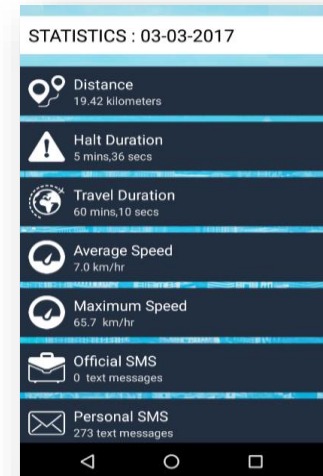 STATISTICS : 03-03-2017
Distance
19.42 kilometers
Halt Duration
5 mins,36 secs
Travel Duration
60 mins,10 secs
Average Speed
7.0 km/hr
Maximum Speed
65.7 km/hr
Official SMS
0 text messages
Personal SMS
273 text messages